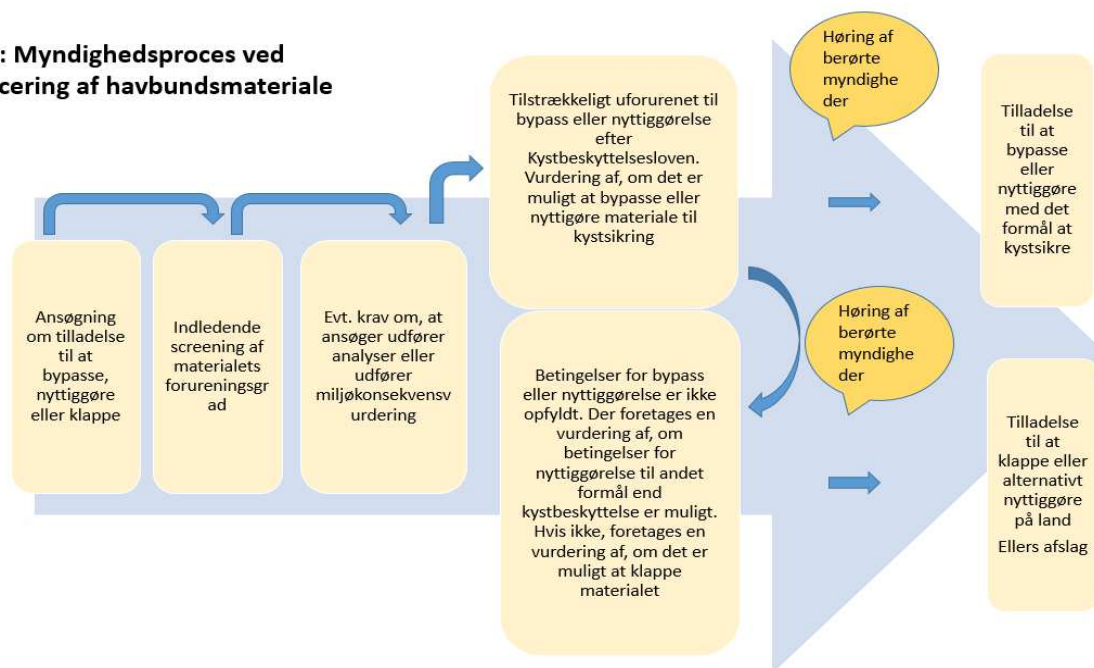 : Myndighedsproces ved
cering af havbundsmateriale
Ansøgning
om tilladelse
til at
bypasse,
nyttiggøre
eller klappe
Indledende
screening af
materialets
forureningsgr
ad
Evt. krav om, at
ansøger udfører
analyser eller
udfører
miljøkonsekvensv
urdering
Tilstrækkeligt uforurenet til
bypass eller nyttiggørelse
efter
Kystbeskyttelsesloven.
Vurdering af, om det er
muligt at bypasse eller
nyttigøre materiale til
kystsikring
Høring af
berørte
myndighe
der
Tilladelse
til at
bypasse
eller
nyttiggøre
med det
formål at
kystsikre
Betingelser for bypass
eller nyttiggørelse er ikke
opfyldt. Der foretages en
vurdering af, om
betingelser for
nyttiggørelse til andet
formål end
kystbeskyttelse er muligt.
Hvis ikke, foretages en
vurdering af, om det er
muligt at klappe
materialet
Høring af
berørte
myndighe
der
Tilladelse
til at
klappe eller
alternativt
nyttiggøre
på land
Ellers afslag